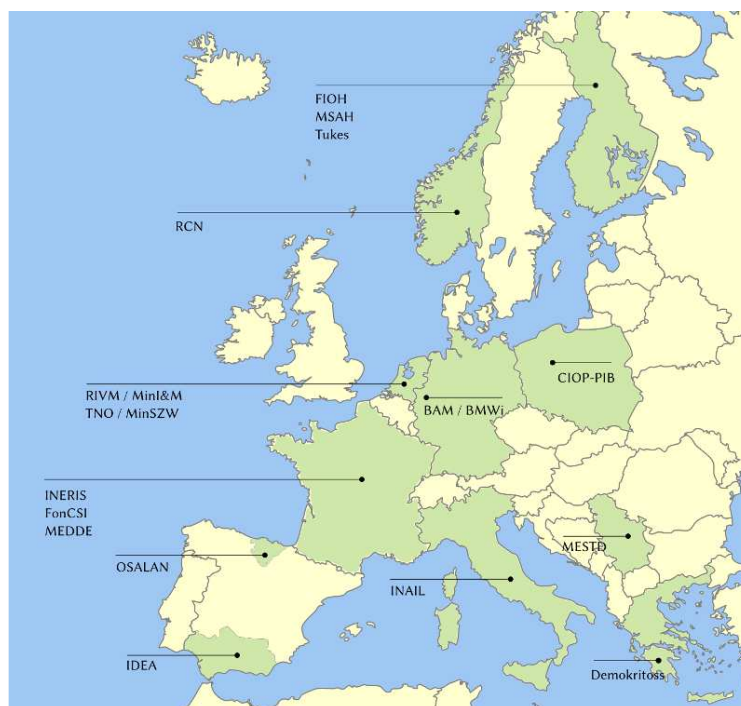 FIOH
MSAH
Tukes
RCN
RIVM / MinI&M
TNO / MinSZW
CIOP-PIB
BAM / BMWi
INERIS
FonCSI
MEDDE
MESTD
OSALAN
INAIL
IDEA
Demokritoss